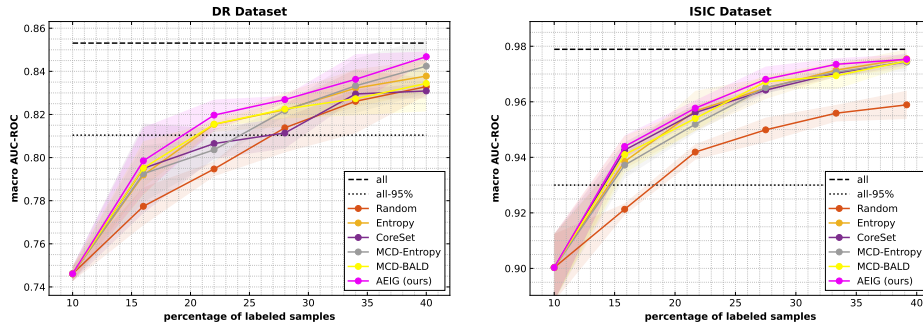 DR Dataset
0.86
0.84
0.82
0.80
0.78
0.76
0.74
macro AUC-ROC
10
15
20
25
30
35
40
percentage of labeled samples
all
all-95%
Random
Entropy
CoreSet
MCD-Entropy
MCD-BALD
AEIG (ours)
ISIC Dataset
0.98
0.96
0.94
0.92
0.90
macro AUC-ROC
10
15
20
25
30
35
40
percentage of labeled samples
all
all-95%
Random
Entropy
CoreSet
MCD-Entropy
MCD-BALD
AEIG (ours)